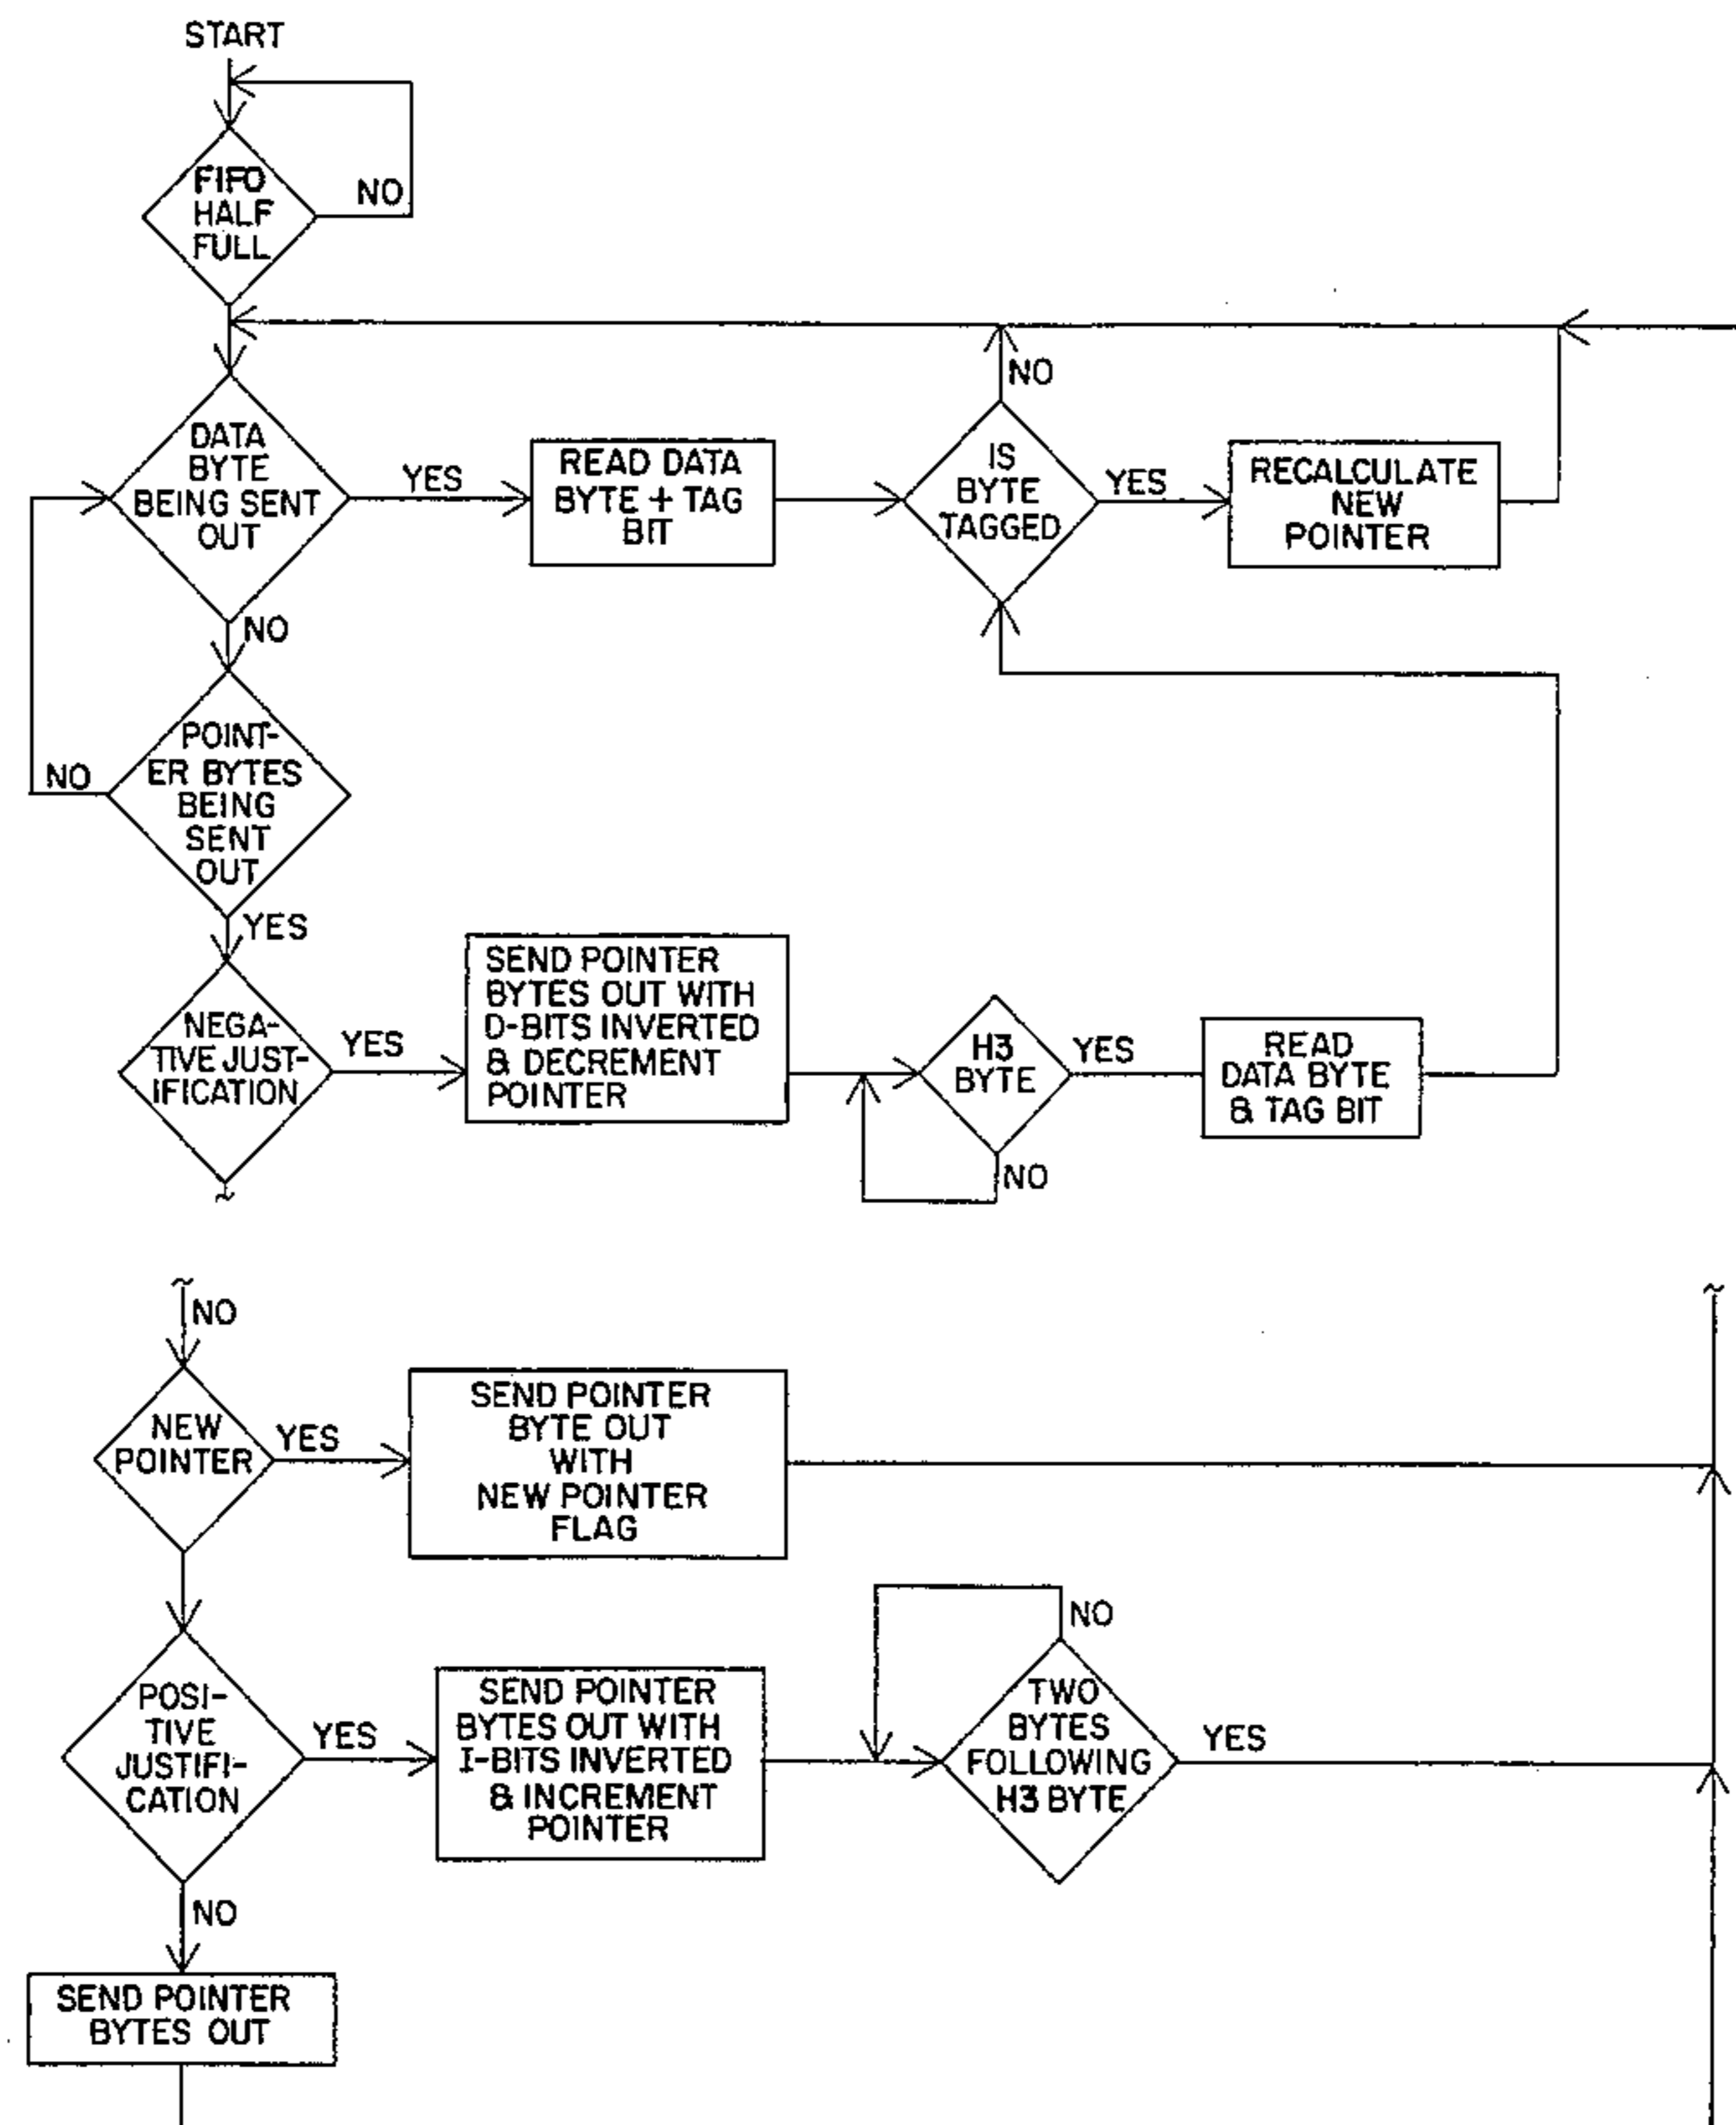 START
FIFO
HALF
FULL
NO
DATA
BYTE
BEING SENT
OUT
YES
READ DATA
BYTE + TAG
BIT
IS
BYTE
TAGGED
NO
YES
RECALCULATE
NEW
POINTER
NO
POINT-
ER BYTES
BEING
SENT
OUT
NO
YES
NEGA-
TIVE JUST-
IFICATION
YES
SEND POINTER
BYTES OUT WITH
D-BITS INVERTED
& DECREMENT
POINTER
H3
BYTE
YES
NO
READ
DATA BYTE
& TAG BIT
NO
NEW
POINTER
YES
SEND POINTER
BYTE OUT
WITH
NEW POINTER
FLAG
POSI-
TIVE
JUSTIFI-
CATION
YES
SEND POINTER
BYTES OUT WITH
I-BITS INVERTED
& INCREMENT
POINTER
NO
TWO
BYTES
FOLLOWING
H3 BYTE
YES
NO
SEND POINTER
BYTES OUT